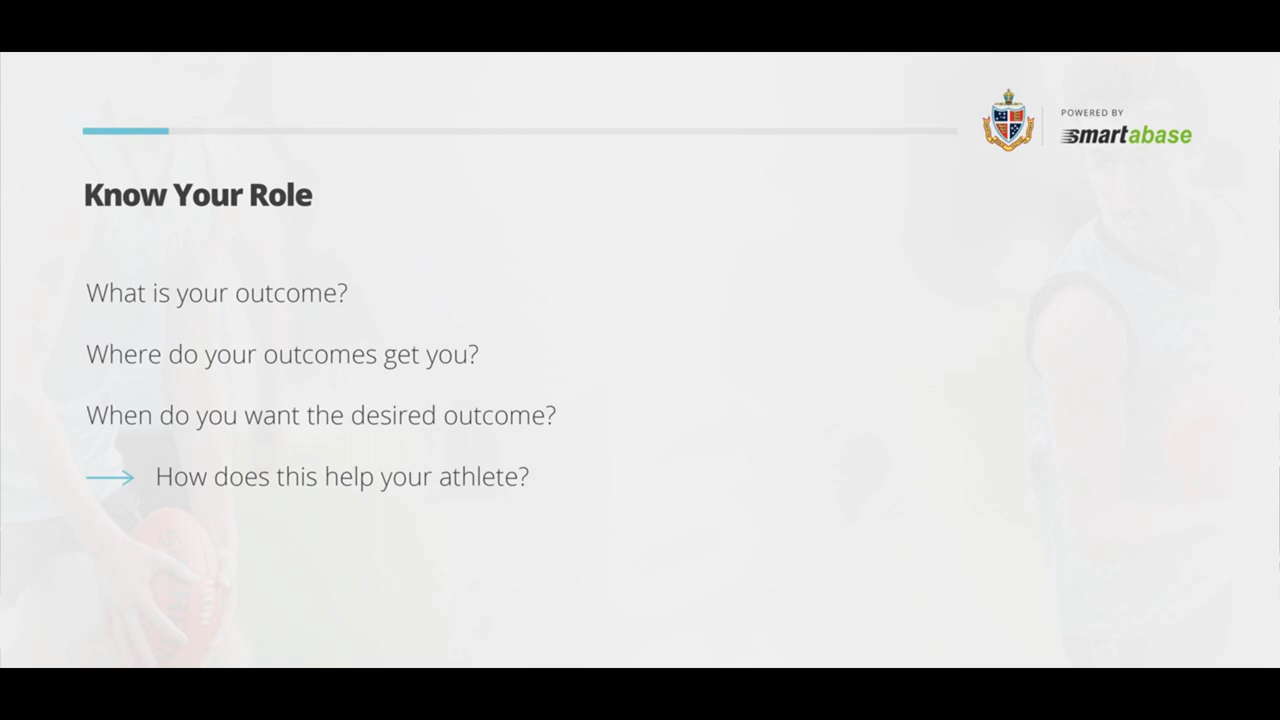 POWERED BY
smartabase
Know Your Role
What is your outcome?
Where do your outcomes get you?
When do you want the desired outcome?
How does this help your athlete?